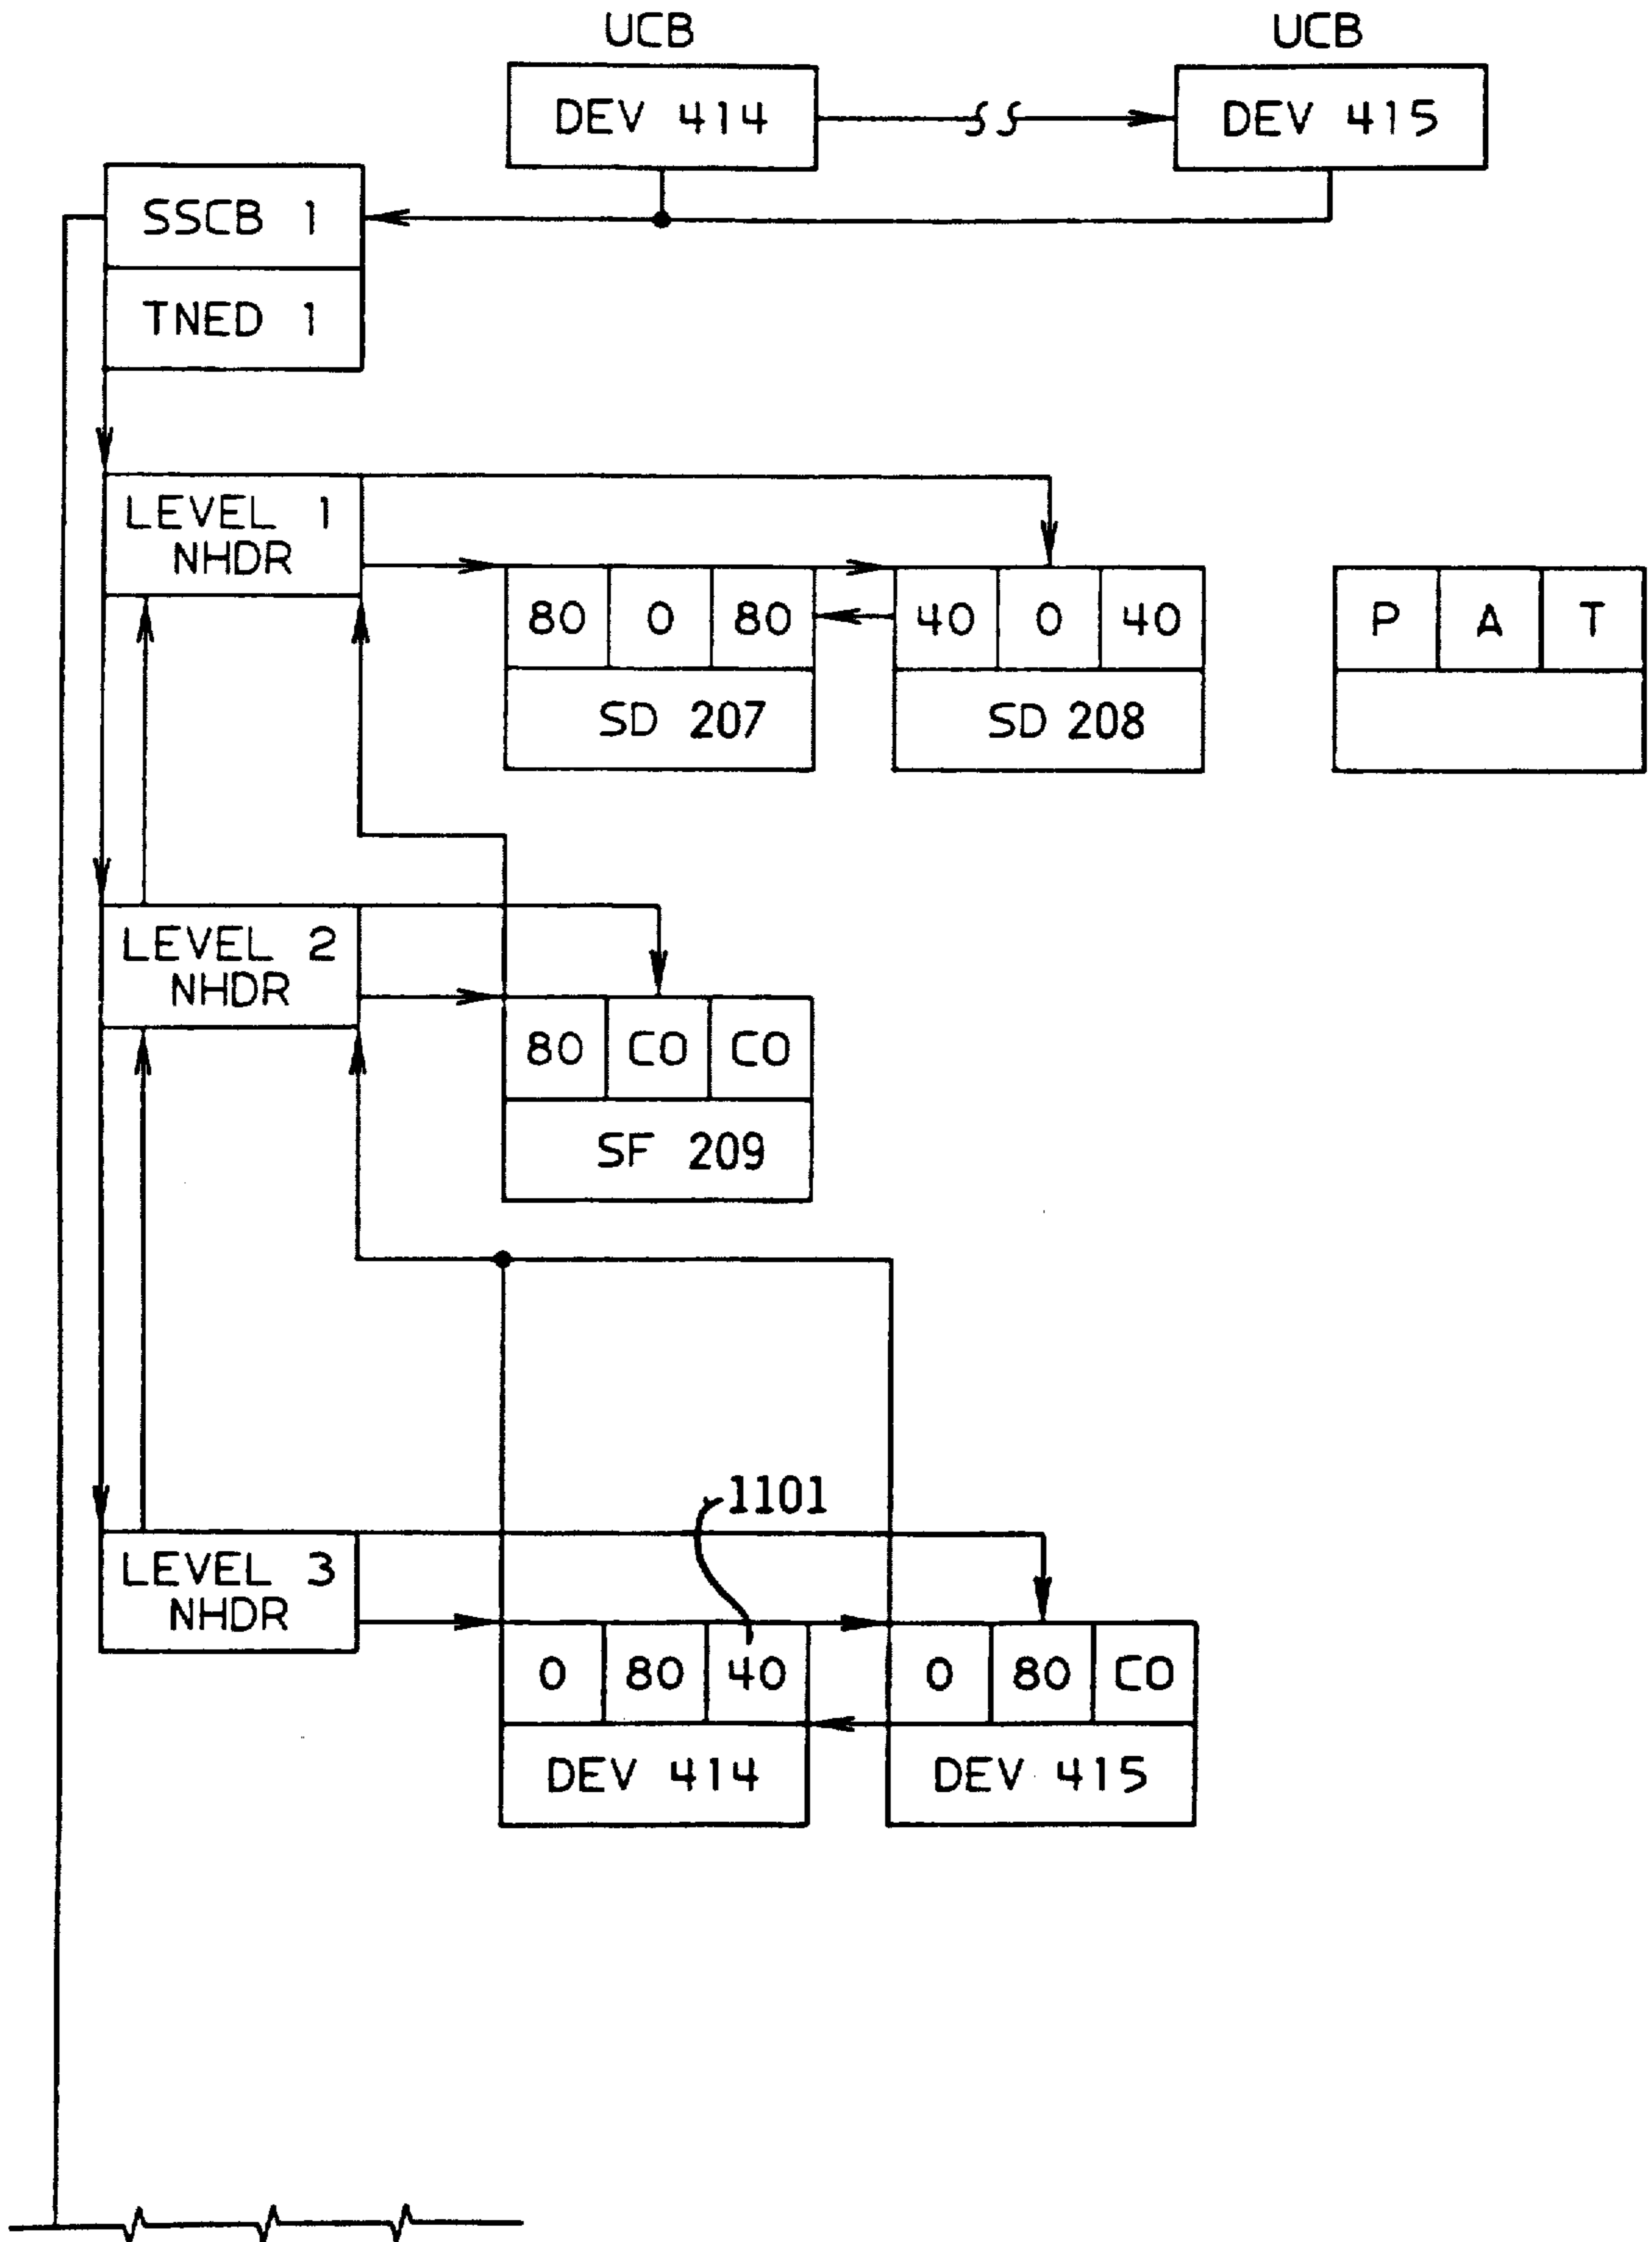 UCB
UCB
DEV 414
DEV 415
SSCB 1
TNED 1
LEVEL 1
NHDR
80 0 80
40 0 40
P A T
SD 207
SD 208
LEVEL 2
NHDR
80 C0 C0
SF 209
1101
LEVEL 3
NHDR
0 80 40
0 80 C0
DEV 414
DEV 415